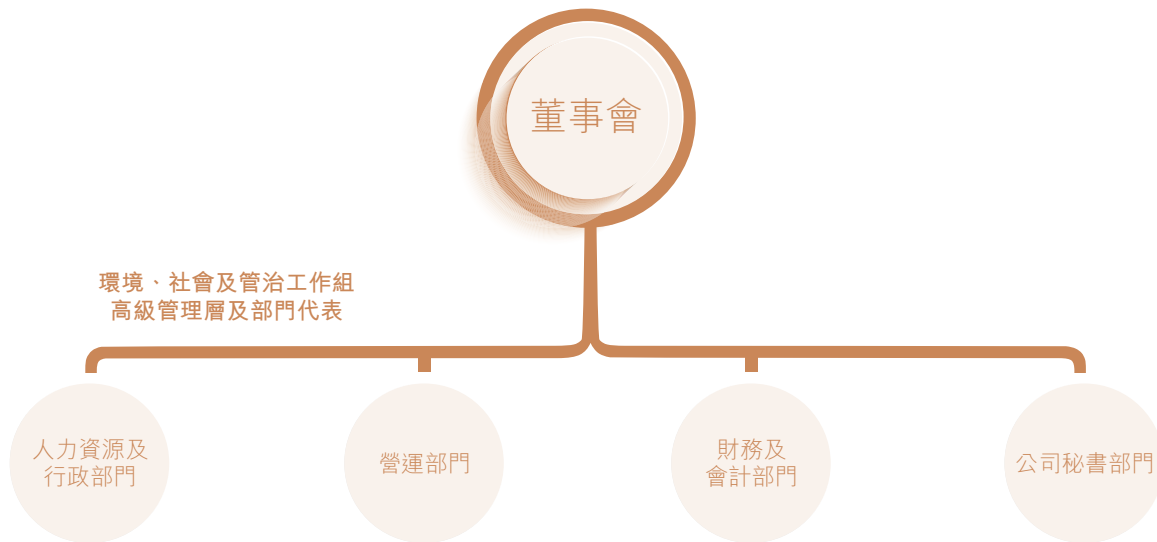 董事會
環境、社會及管治工作組
高級管理層及部門代表
人力資源及
行政部門
營運部門
財務及
會計部門
公司秘書部門